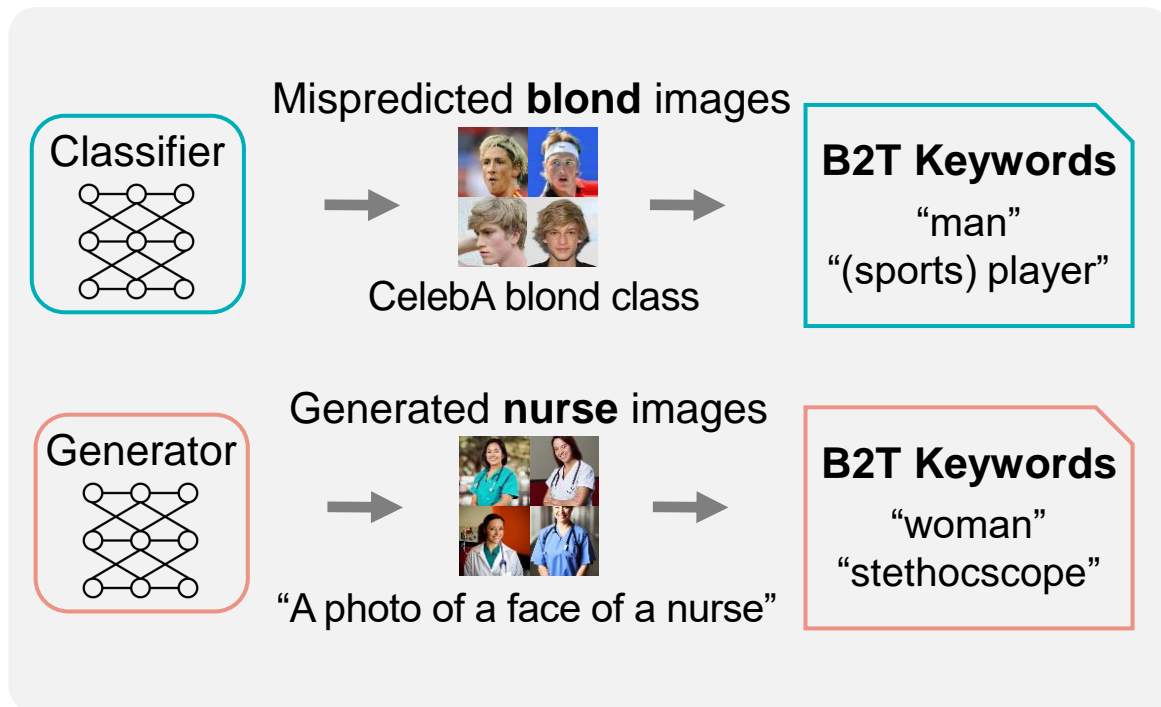 Classifier
Mispredicted blond images
CelebA blond class
B2T Keywords
“man”
“(sports) player”
Generator
Generated nurse images
“A photo of a face of a nurse”
B2T Keywords
“woman”
“stethocscope”